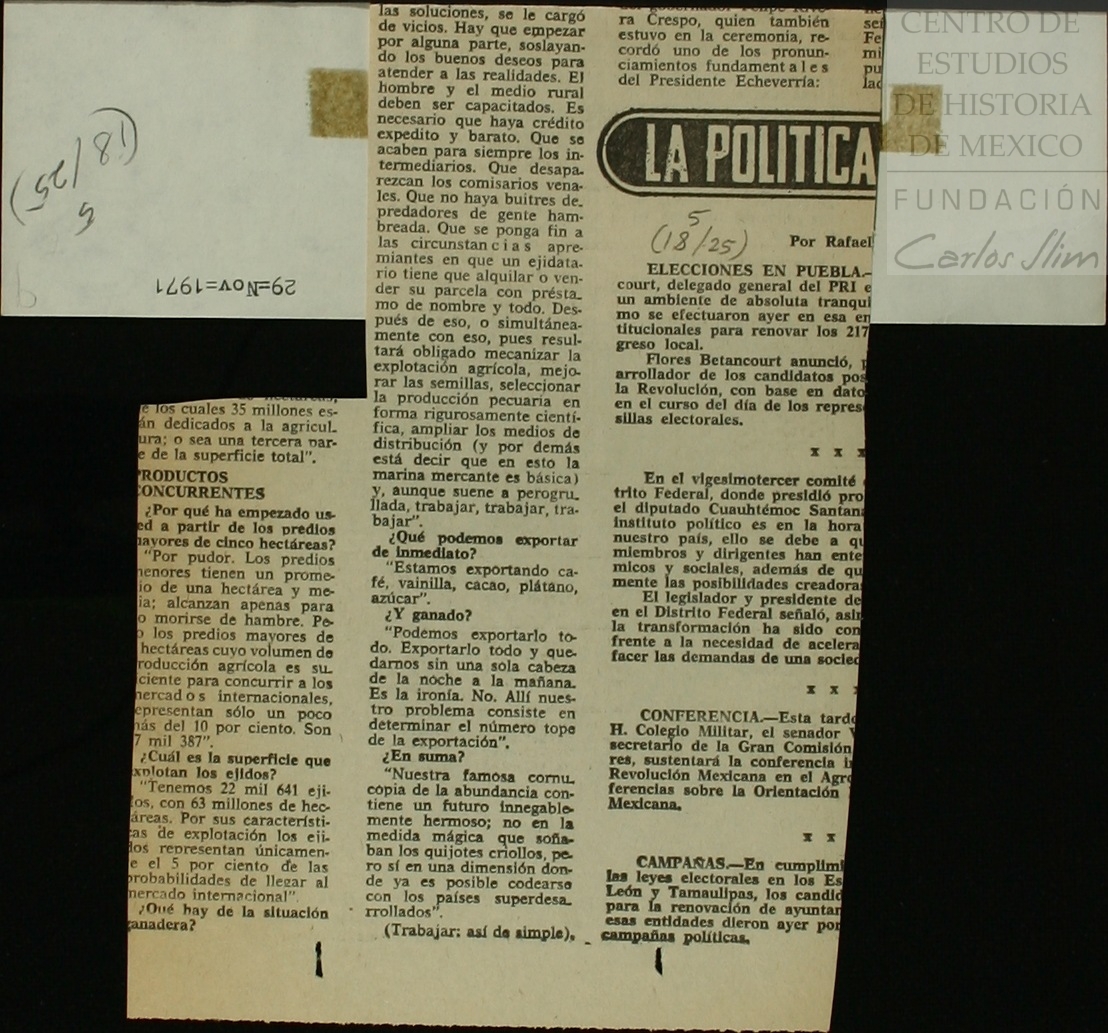 CENTRO DE
ESTUDIOS
DE HISTORIA
DE MEXICO
FUNDACIÓN
Carlos Slim
(18/25)
5
29=Nov=1971
e los cuales 35 millones es-
án dedicados a la agricul-
ura; o sea una tercera par-
e de la superficie total".
RODUCTOS
CONCURRENTES
¿Por qué ha empezado us-
ed a partir de los predios
ayores de cinco hectáreas?
"Por pudor. Los predios
enores tienen un prome-
io de una hectárea y me-
ia; alcanzan apenas para
o morirse de hambre. Pe-
o los predios mayores de
hectáreas cuyo volumen de
roducción agrícola es su-
ciente para concurrir a los
ercados internacionales,
epresentan sólo un poco
ás del 10 por ciento. Son
7 mil 387".
¿Cuál es la superficie que
xplotan los ejidos?
"Tenemos 22 mil 641 eji-
os, con 63 millones de hec-
áreas. Por sus característi-
as de explotación los eji-
os representan únicamen-
e el 5 por ciento de las
probabilidades de llegar al
mercado internacional".
¿Qué hay de la situación
ganadera?
las soluciones, se le cargó
de vicios. Hay que empezar
por alguna parte, soslayan-
do los buenos deseos para
atender a las realidades. El
hombre y el medio rural
deben ser capacitados. Es
necesario que haya crédito
expedito y barato. Que se
acaben para siempre los in-
termediarios. Que desapa-
rezcan los comisarios vena-
les. Que no haya buitres de-
predadores de gente ham-
breada. Que se ponga fin a
las circunstancias apre-
miantes en que un ejidata-
rio tiene que alquilar o ven-
der su parcela con présta-
mo de nombre y todo. Des-
pués de eso, o simultánea-
mente con eso, pues resul-
tará obligado mecanizar la
explotación agrícola, mejo-
rar las semillas, seleccionar
la producción pecuaria en
forma rigurosamente cientí-
fica, ampliar los medios de
distribución (y por demás
está decir que en esto la
marina mercante es básica)
y, aunque suene a perogru-
llada, trabajar, trabajar, tra-
bajar".
¿Qué podemos exportar
de inmediato?
"Estamos exportando ca-
fé, vainilla, cacao, plátano,
azúcar".
¿Y ganado?
"Podemos exportarlo to-
do. Exportarlo todo y que-
darnos sin una sola cabeza
de la noche a la mañana.
Es la ironía. No. Allí nues-
tro problema consiste en
determinar el número tope
de la exportación".
¿En suma?
"Nuestra famosa cornu-
copia de la abundancia con-
tiene un futuro innegable-
mente hermoso; no en la
medida mágica que soña-
ban los quijotes criollos, pe-
ro sí en una dimensión don-
de ya es posible codearse
con los países superdesa-
rrollados".
(Trabajar: así de simple).
ra Crespo, quien también
estuvo en la ceremonia, re-
cordó uno de los pronun-
ciamientos fundamentales
del Presidente Echeverría:
sei
Fe
mi
pu
lad
LA POLITICA
5
(18/25)
Por Rafael
ELECCIONES EN PUEBLA.—
court, delegado general del PRI e
un ambiente de absoluta tranqui
mo se efectuaron ayer en esa en
titucionales para renovar los 217
greso local.
Flores Betancourt anunció, p
arrollador de los candidatos pos
la Revolución, con base en dato
en el curso del día de los repres
sillas electorales.
x x x
En el vigesimotercer comité
trito Federal, donde presidió pro
el diputado Cuauhtémoc Santan
instituto político es en la hora
nuestro país, ello se debe a qu
miembros y dirigentes han ente
micos y sociales, además de qu
mente las posibilidades creadora
El legislador y presidente de
en el Distrito Federal señaló, asin
la transformación ha sido con
frente a la necesidad de acelera
facer las demandas de una socied
x x x
CONFERENCIA.—Esta tarde
H. Colegio Militar, el senador V
secretario de la Gran Comisión
res, sustentará la conferencia i
Revolución Mexicana en el Agro
ferencias sobre la Orientación
Mexicana.
x x
CAMPAÑAS.—En cumplimi
las leyes electorales en los Es
León y Tamaulipas, los candid
para la renovación de ayuntar
esas entidades dieron ayer por
campañas políticas.